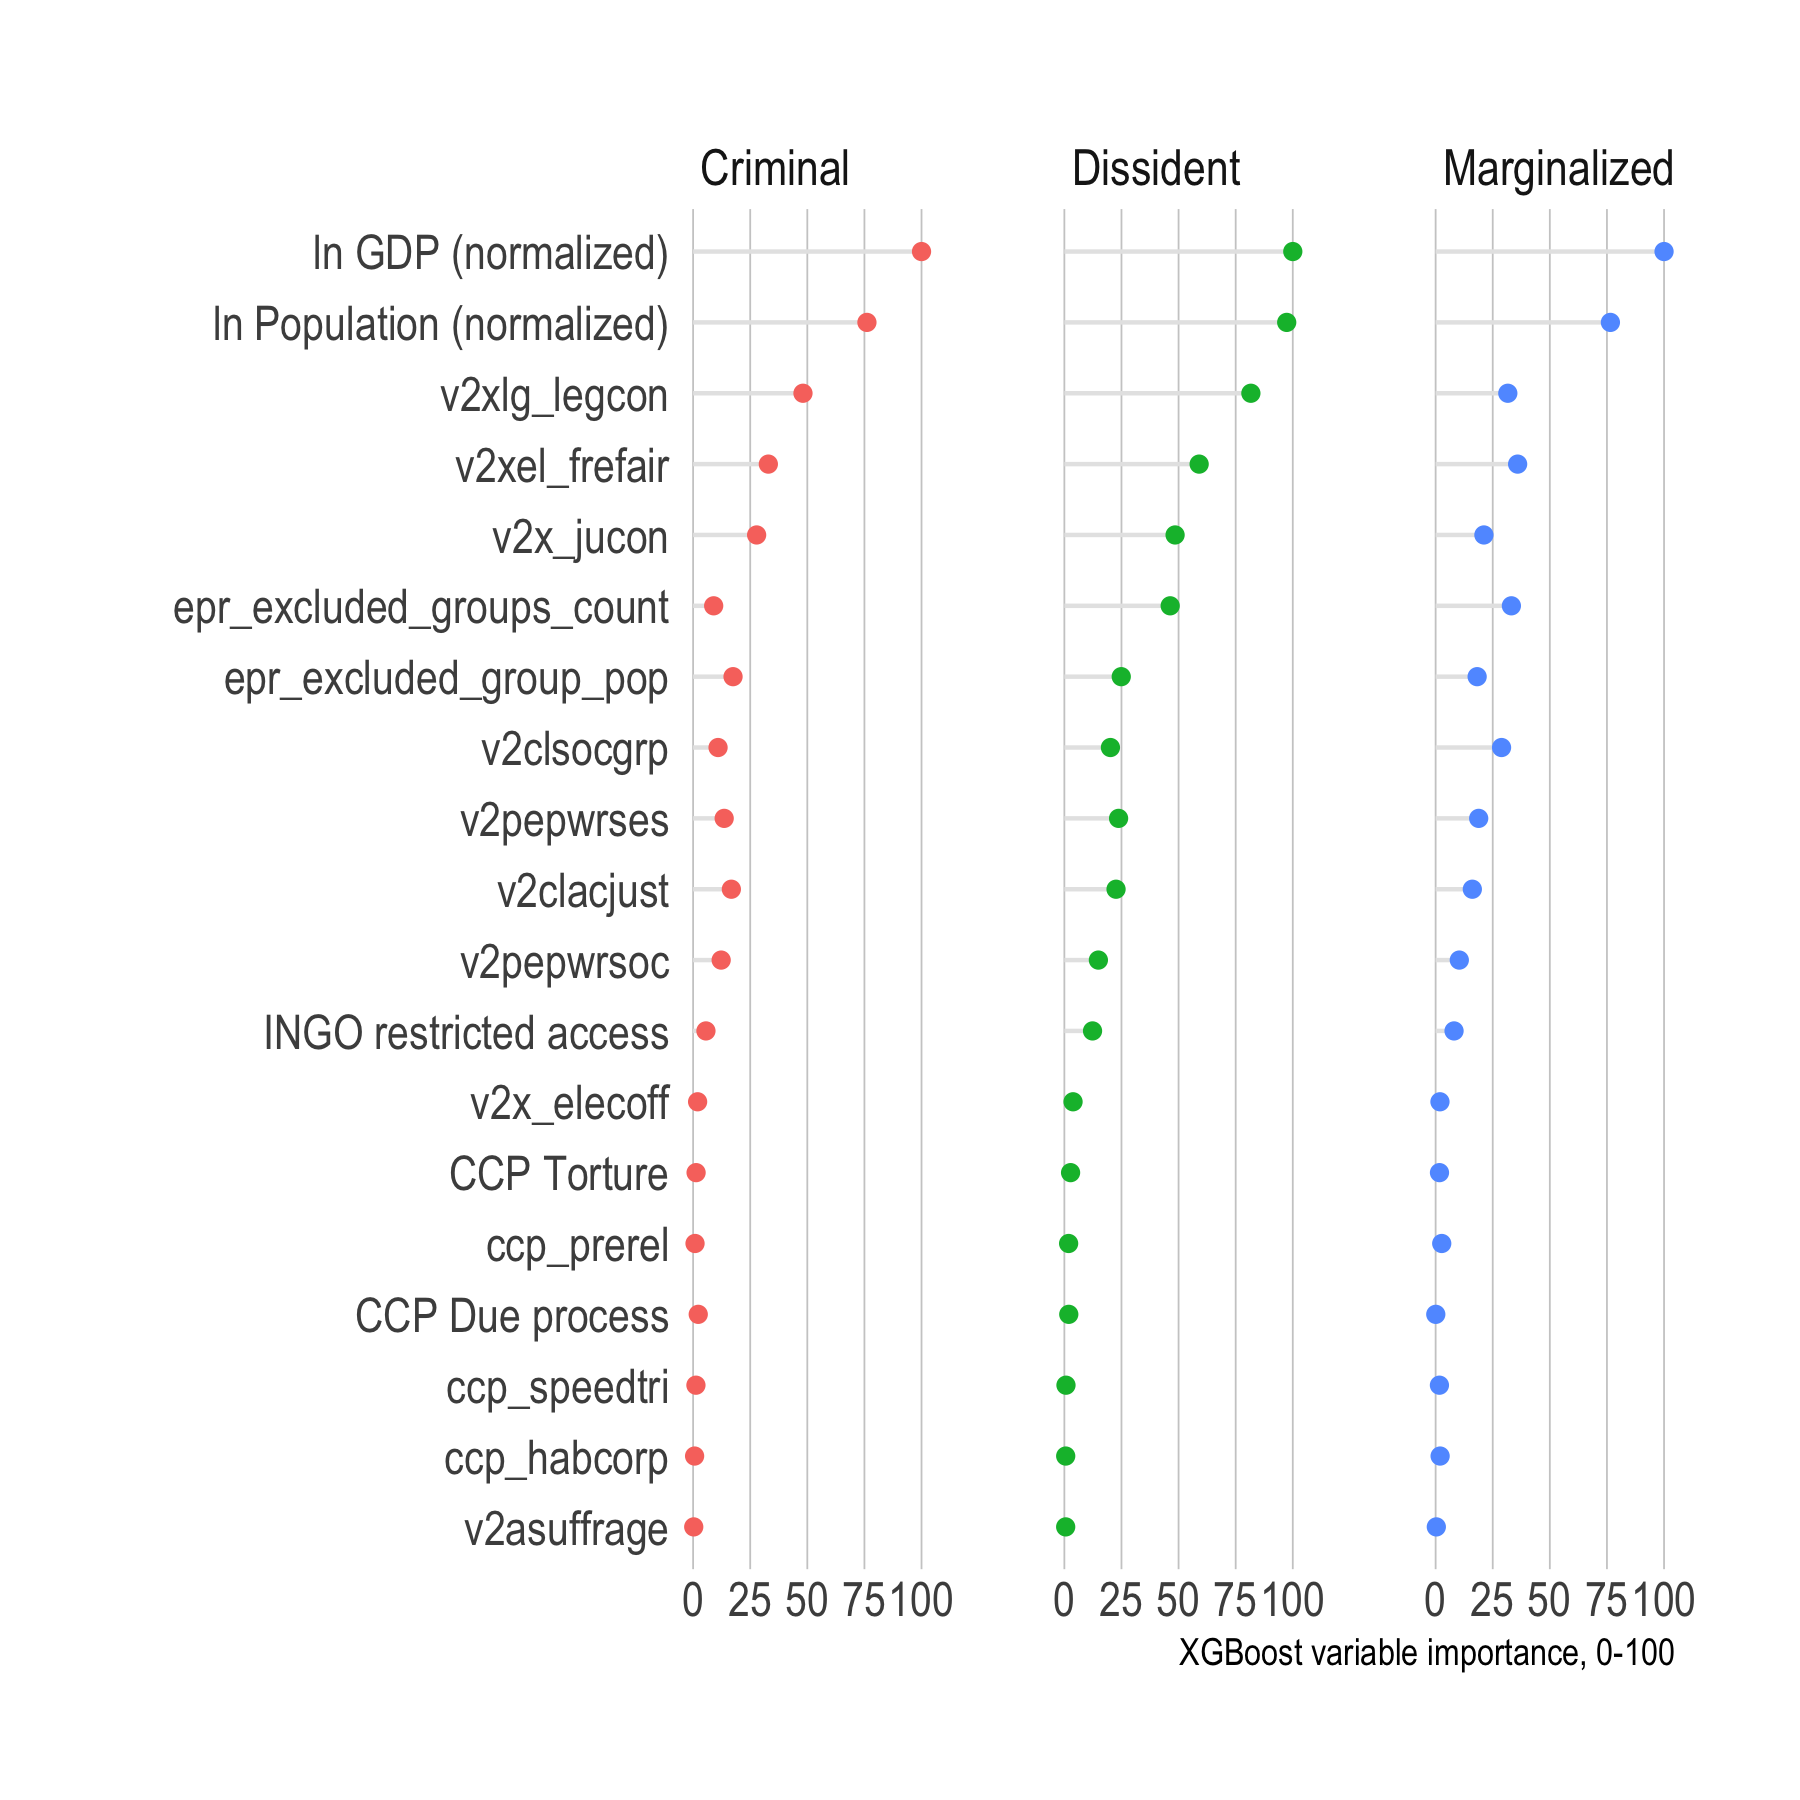 Criminal Dissident Marginalized
ln GDP (normalized)
ln Population (normalized)
v2xlg_legcon
v2xel_frefair
v2x_jucon
epr_excluded_groups_count
epr_excluded_group_pop
v2clsocgrp
v2pepwrses
v2clacjust
v2pepwrsoc
INGO restricted access
v2x_elecoff
CCP Torture
ccp_prerel
CCP Due process
ccp_speedtri
ccp_habcorp
v2asuffrage
0 25 50 75 100 0 25 50 75 100 0 25 50 75 100
XGBoost variable importance, 0-100